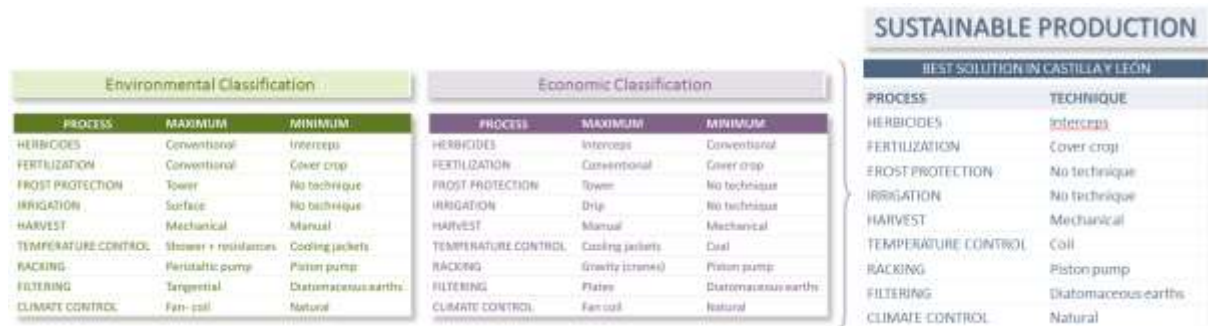 SUSTAINABLE PRODUCTION
BEST SOLUTION IN CASTILLA Y LEÓN
PROCESS TECHNIQUE
HERBICIDES Interceps
FERTILIZATION Cover crop
FROST PROTECTION No technique
IRRIGATION No technique
HARVEST Mechanical
TEMPERATURE CONTROL Coil
RACKING Piston pump
FILTERING Diatomaceous earths
CLIMATE CONTROL Natural
Environmental Classification
PROCESS MAXIMUM MINIMUM
HERBICIDES Conventional Interceps
FERTILIZATION Conventional Cover crop
FROST PROTECTION Tower No technique
IRRIGATION Surface No technique
HARVEST Mechanical Manual
TEMPERATURE CONTROL Shower + resistances Cooling jackets
RACKING Peristaltic pump Piston pump
FILTERING Tangential Diatomaceous earths
CLIMATE CONTROL Fan-coil Natural
Economic Classification
PROCESS MAXIMUM MINIMUM
HERBICIDES Interceps Conventional
FERTILIZATION Conventional Cover crop
FROST PROTECTION Tower No technique
IRRIGATION Drip No technique
HARVEST Manual Mechanical
TEMPERATURE CONTROL Cooling jackets
RACKING Gravity (cranes) Piston pump
FILTERING Plates Diatomaceous earths
CLIMATE CONTROL Fan coil Natural